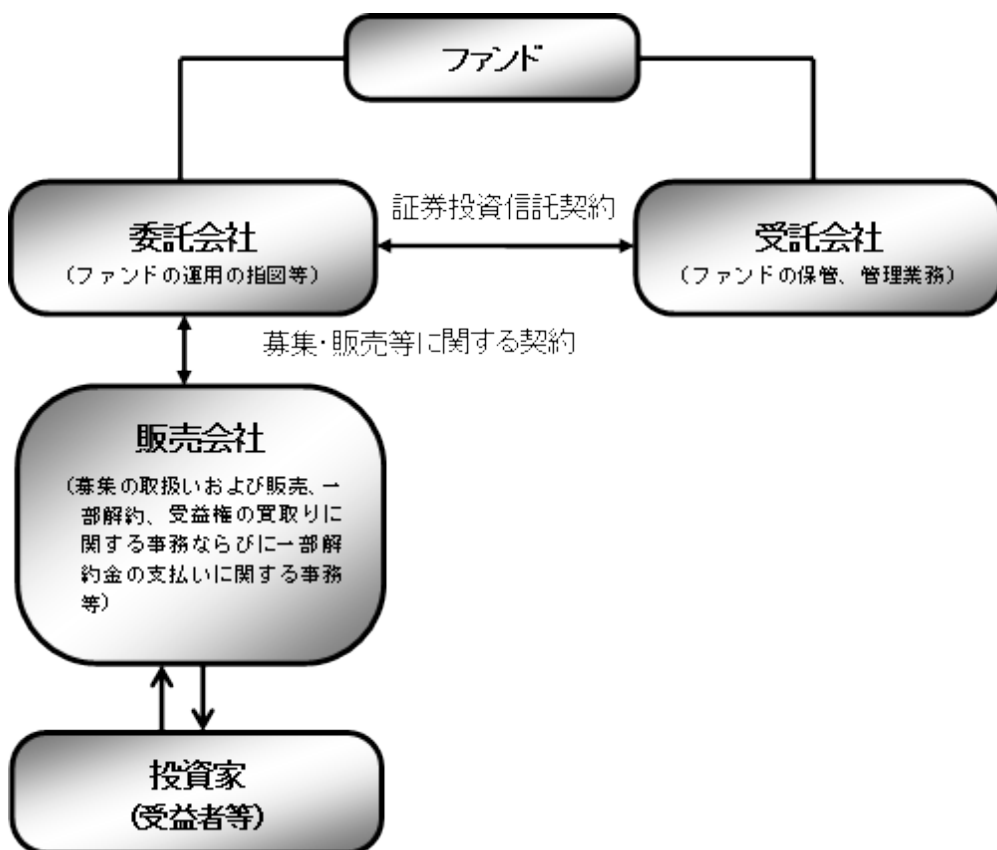 ファンド
証券投資信託契約
委託会社
(ファンドの運用の指図等)
受託会社
(ファンドの保管、管理業務)
募集・販売等に関する契約
販売会社
(募集の取扱いおよび販売、一
部解約、受益権の買取りに
関する事務ならびに一部解
約金の支払いに関する事務
等)
投資家
(受益者等)